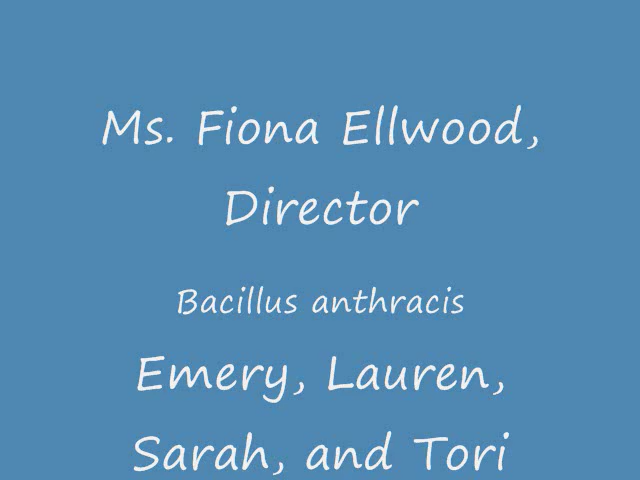 Ms. Fiona Ellwood,
Director
Bacillus anthracis
Emery, Lauren,
Sarah, and Tori